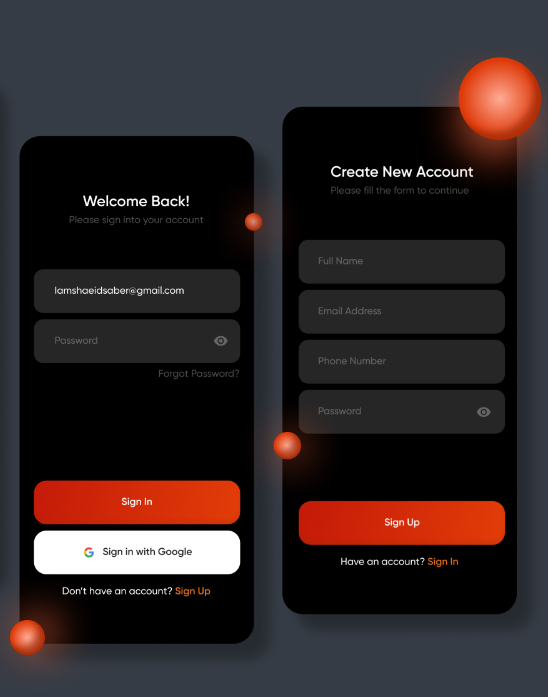 Welcome Back!
Please sign into your account
Iamshaeidsaber@gmail.com
Password
Forgot Password?
Sign In
Sign in with Google
Don't have an account? Sign Up
Create New Account
Please fill the form to continue
Full Name
Email Address
Phone Number
Password
Sign Up
Have an account? Sign In